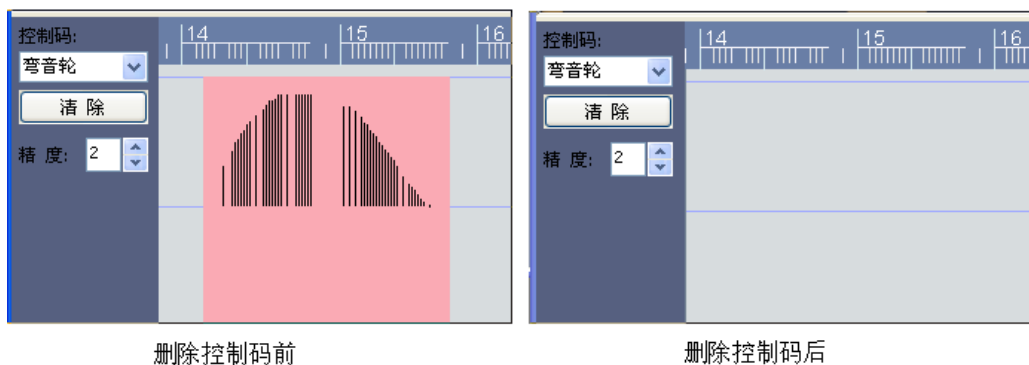 控制码:
弯音轮
清 除
精 度: 2
14 15 16
删除控制码前
控制码:
弯音轮
清 除
精 度: 2
14 15 16
删除控制码后